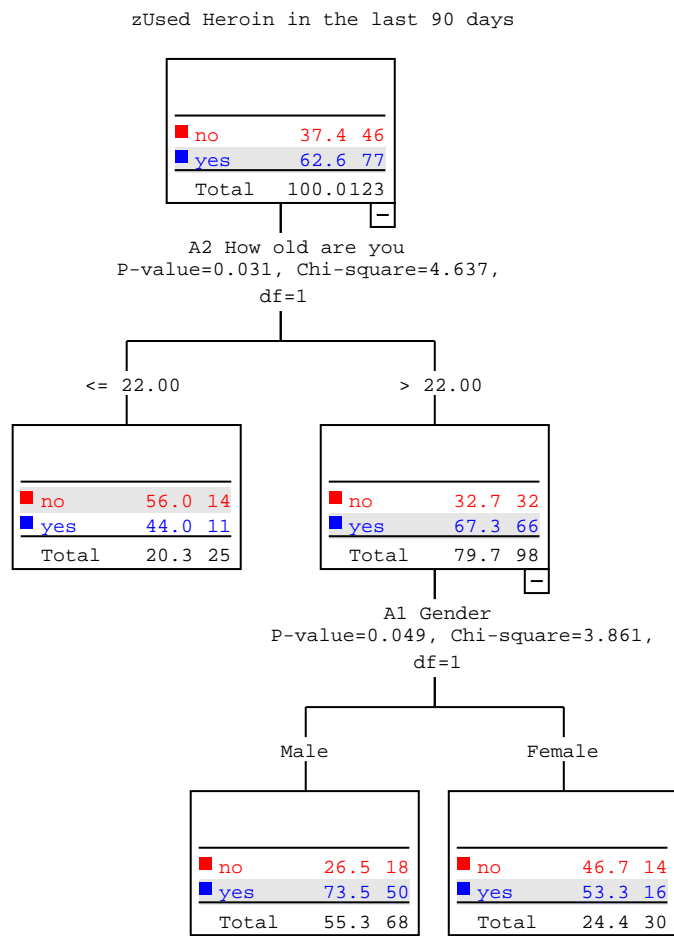 zUsed Heroin in the last 90 days
no 37.4 46
yes 62.6 77
Total 100.0123
−
A2 How old are you
P-value=0.031, Chi-square=4.637,
df=1
<= 22.00
> 22.00
no 56.0 14
yes 44.0 11
Total 20.3 25
no 32.7 32
yes 67.3 66
Total 79.7 98
−
A1 Gender
P-value=0.049, Chi-square=3.861,
df=1
Male
Female
no 26.5 18
yes 73.5 50
Total 55.3 68
no 46.7 14
yes 53.3 16
Total 24.4 30